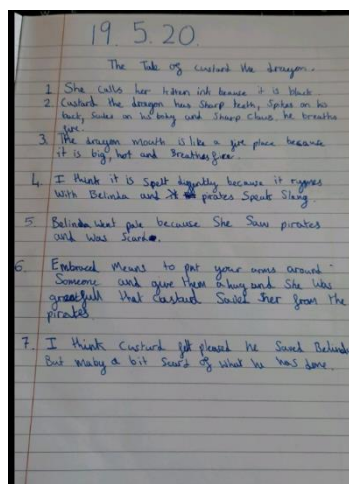 19.5.20.
The Tale of custard the dragon.
1 She calls her kitten ink because it is black
2. Custard the dragon has Sharp teeth, Spikes on his
back, Scales on his body and Sharp Claws. he breathe
fire.
3. The dragon mouth is like a fire place because
it is big, hot and Breathes fire.
4. I think it is Spelt diffrently because it rhymes
with Belinda and pirates Speak Slang.
5. Belinda went pale because She Saw pirates
and was Scard.
6. Embraced Means to put your arms around
Someone and give them a hug and She was
greatfull that Custard Saved her from the
pirates
7. I think Custard felt pleased he Saved Belinda
But maby a bit Scard of what he has done.